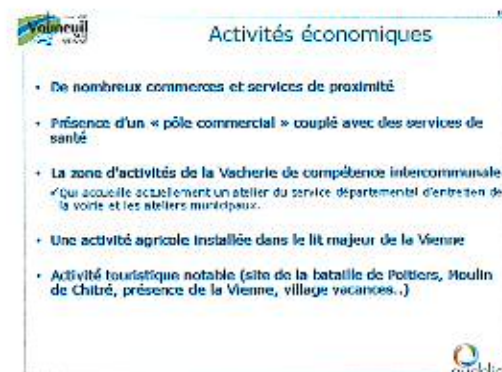 Vouneuil
sur
Vienne
Activités économiques
• De nombreux commerces et services de proximité
• Présence d'un « pôle commercial » couplé avec des services de
santé
• La zone d'activités de la Vacherie de compétence intercommunale
✓Qui accueille actuellement un atelier du service départemental d'entretien de
la voirie et les ateliers municipaux.
• Une activité agricole installée dans le lit majeur de la Vienne
• Activité touristique notable (site de la bataille de Poitiers, Moulin
de Chitré, présence de la Vienne, village vacances..)